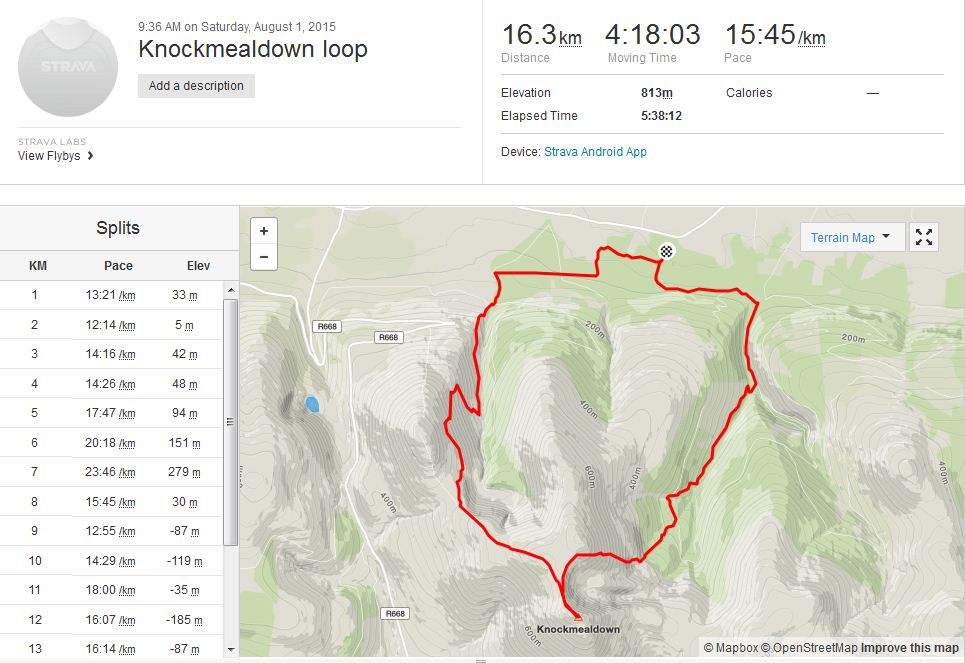 STRAVA
9:36 AM on Saturday, August 1, 2015
Knockmealdown loop
Add a description
STRAVA LABS
View Flybys
16.3km 4:18:03 15:45/km
Distance Moving Time Pace
Elevation 813m Calories —
Elapsed Time 5:38:12
Device: Strava Android App
Splits
KM Pace Elev
1 13:21 /km 33 m
2 12:14 /km 5 m
3 14:16 /km 42 m
4 14:26 /km 48 m
5 17:47 /km 94 m
6 20:18 /km 151 m
7 23:46 /km 279 m
8 15:45 /km 30 m
9 12:55 /km -87 m
10 14:29 /km -119 m
11 18:00 /km -35 m
12 16:07 /km -185 m
13 16:14 /km -87 m
+
−
Terrain Map
R668
R668
200m
200m
400m
600m
400m
400m
400m
R668
600m
Knockmealdown
© Mapbox © OpenStreetMap Improve this map